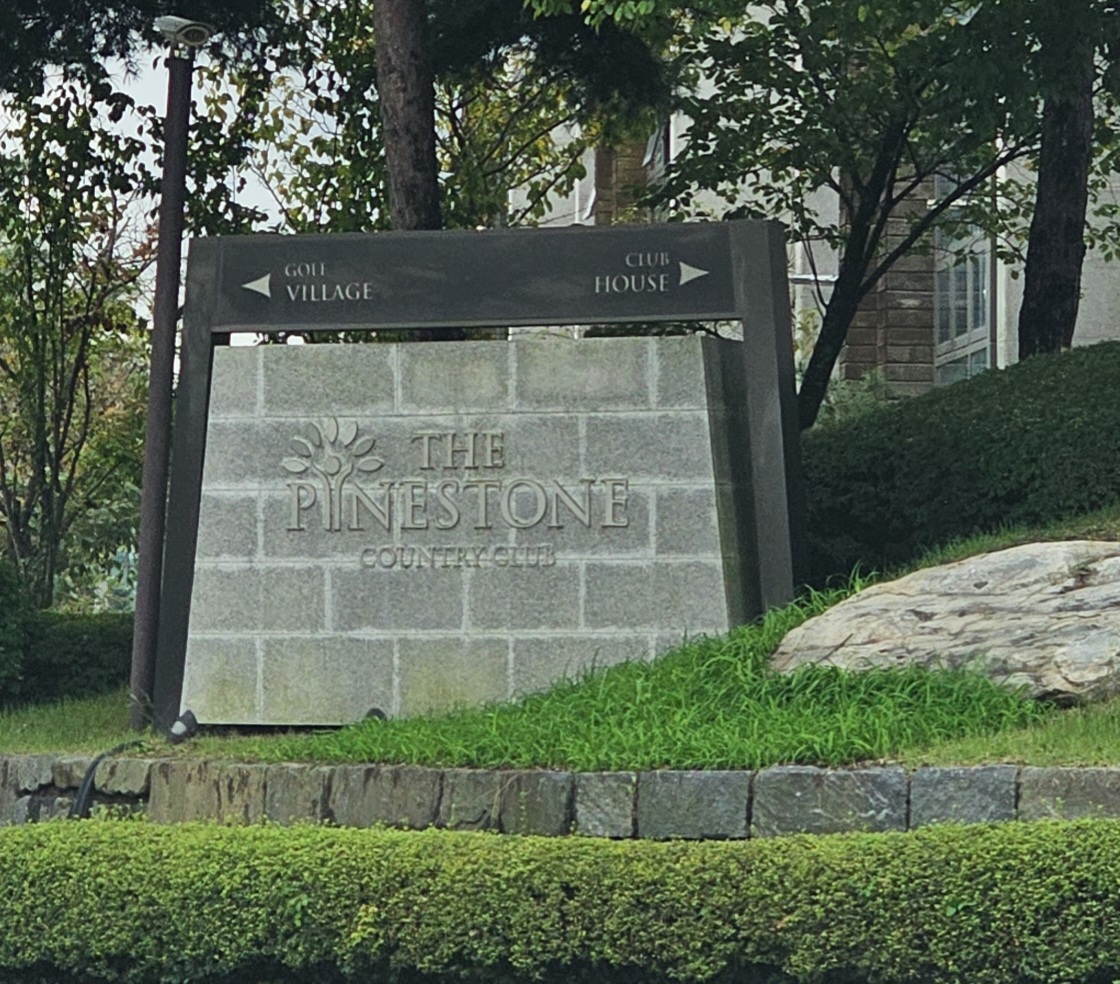 GOLF
VILLAGE
CLUB
HOUSE
THE
PINESTONE
COUNTRY CLUB